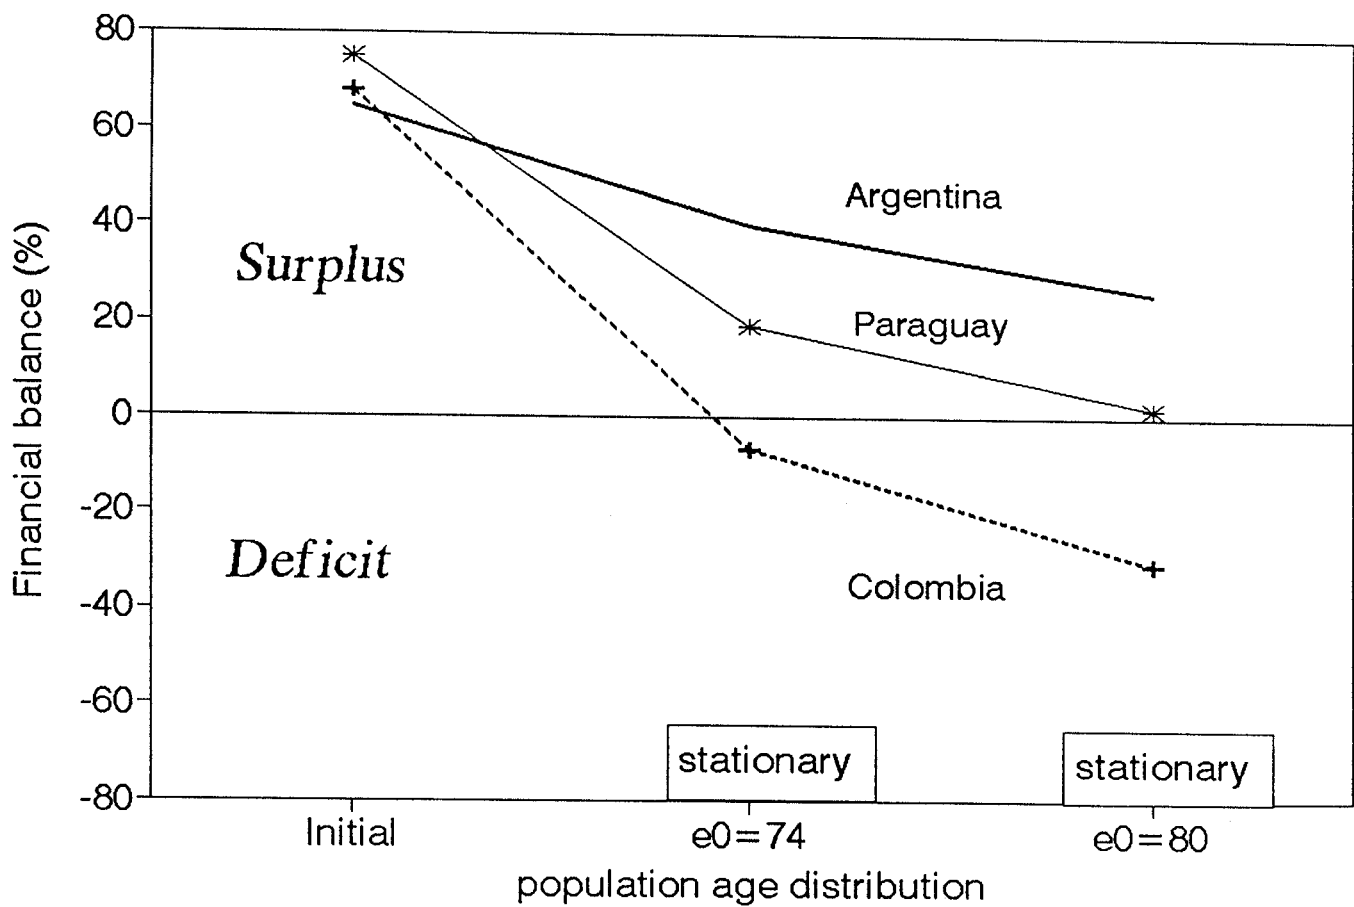 80
60
40
20
0
-20
-40
-60
-80
Financial balance (%)
Surplus
Deficit
Argentina
Paraguay
Colombia
stationary
stationary
Initial
e0=74
e0=80
population age distribution